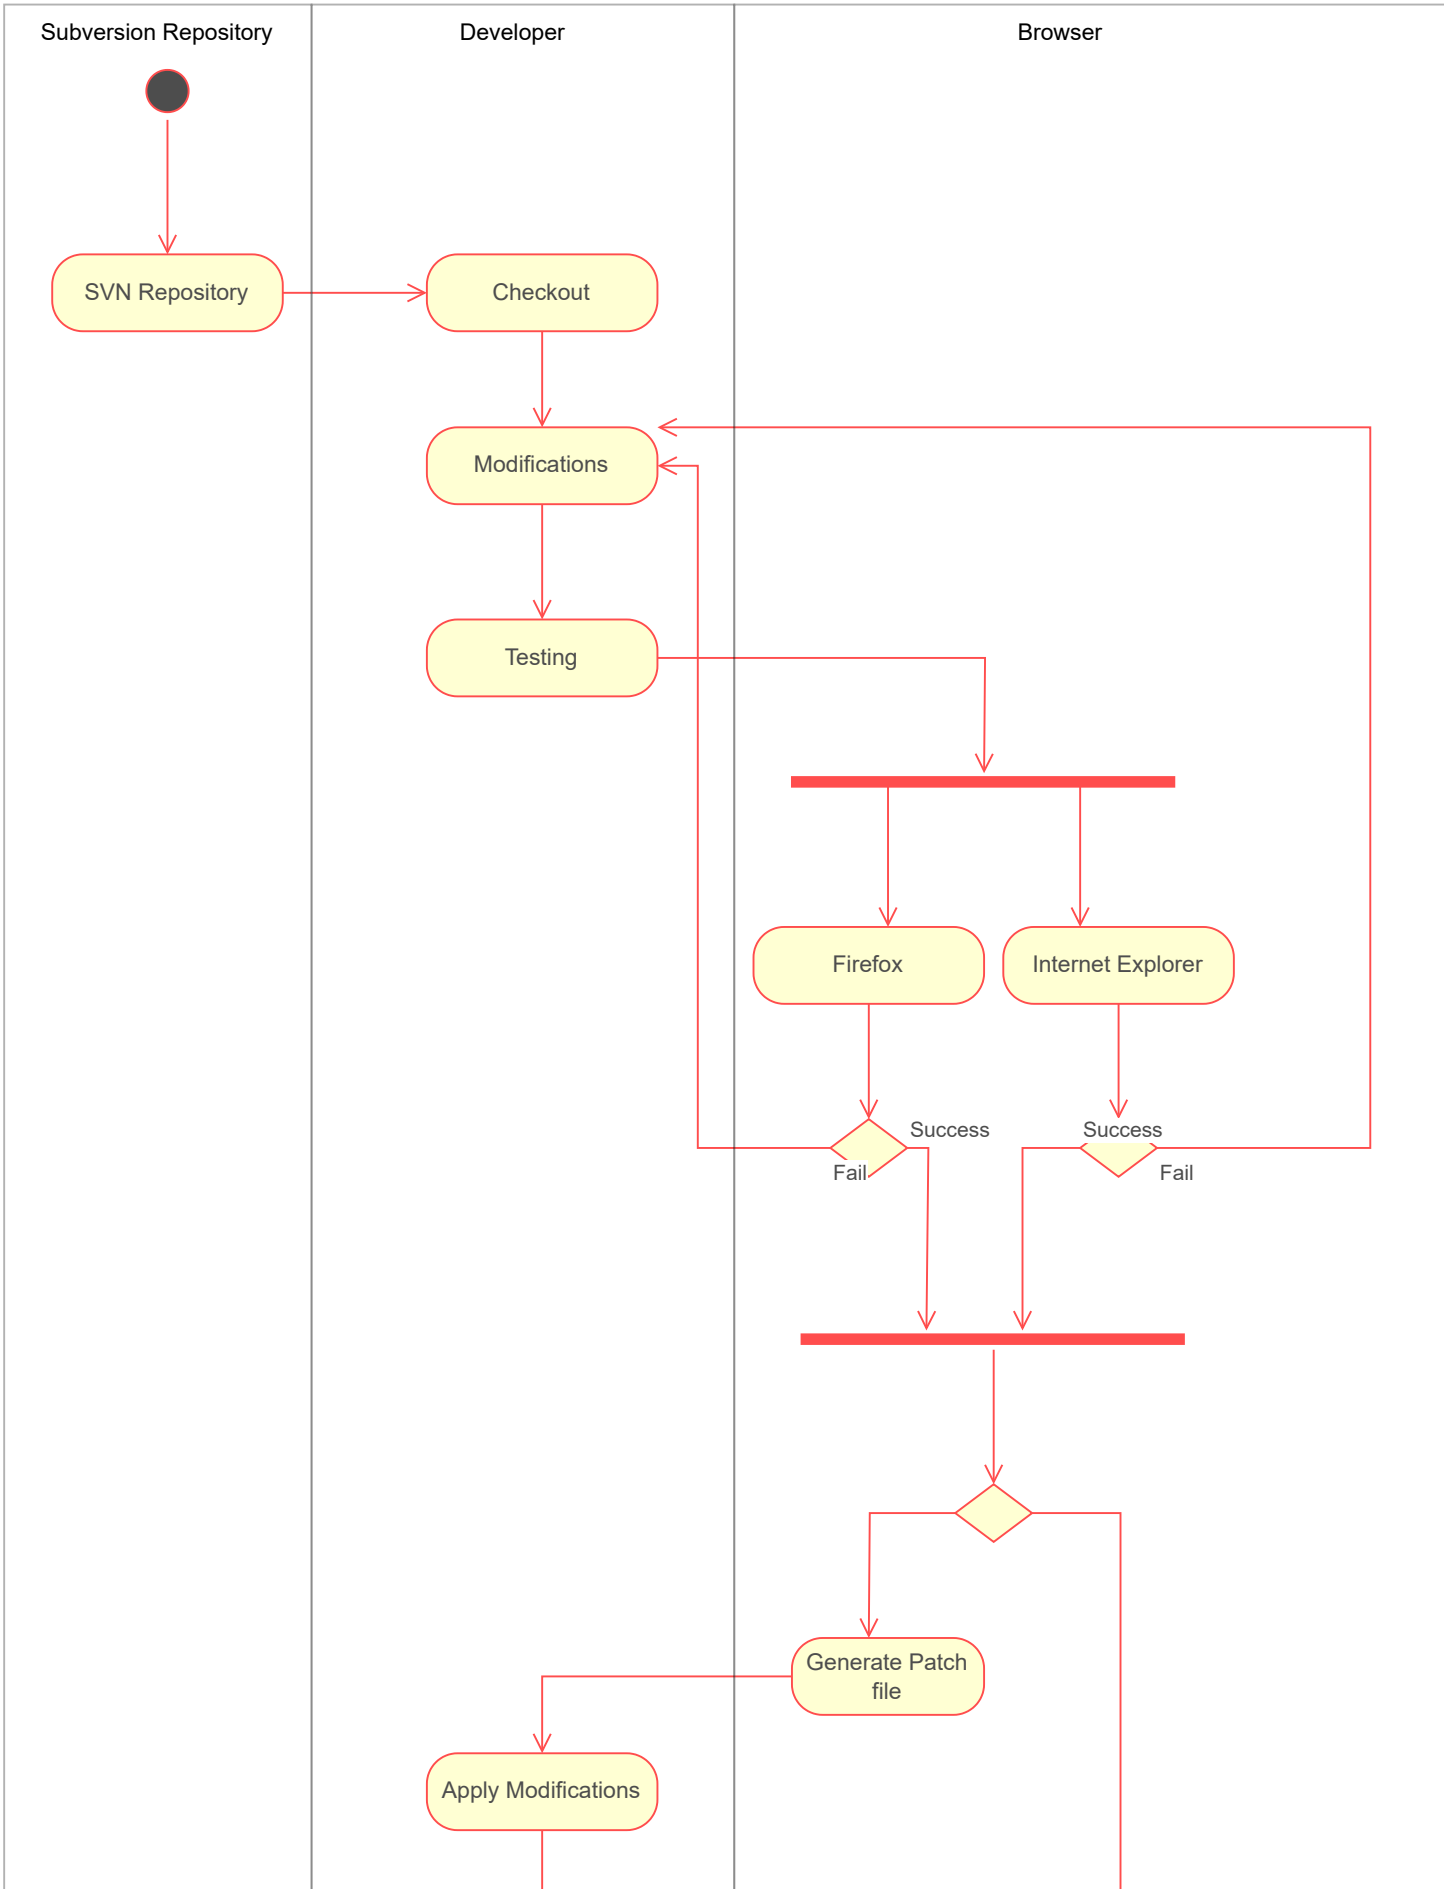 Subversion Repository
Developer
Browser
SVN Repository
Checkout
Modifications
Testing
Firefox
Internet Explorer
Success
Success
Fail
Fail
Generate Patch
file
Apply Modifications